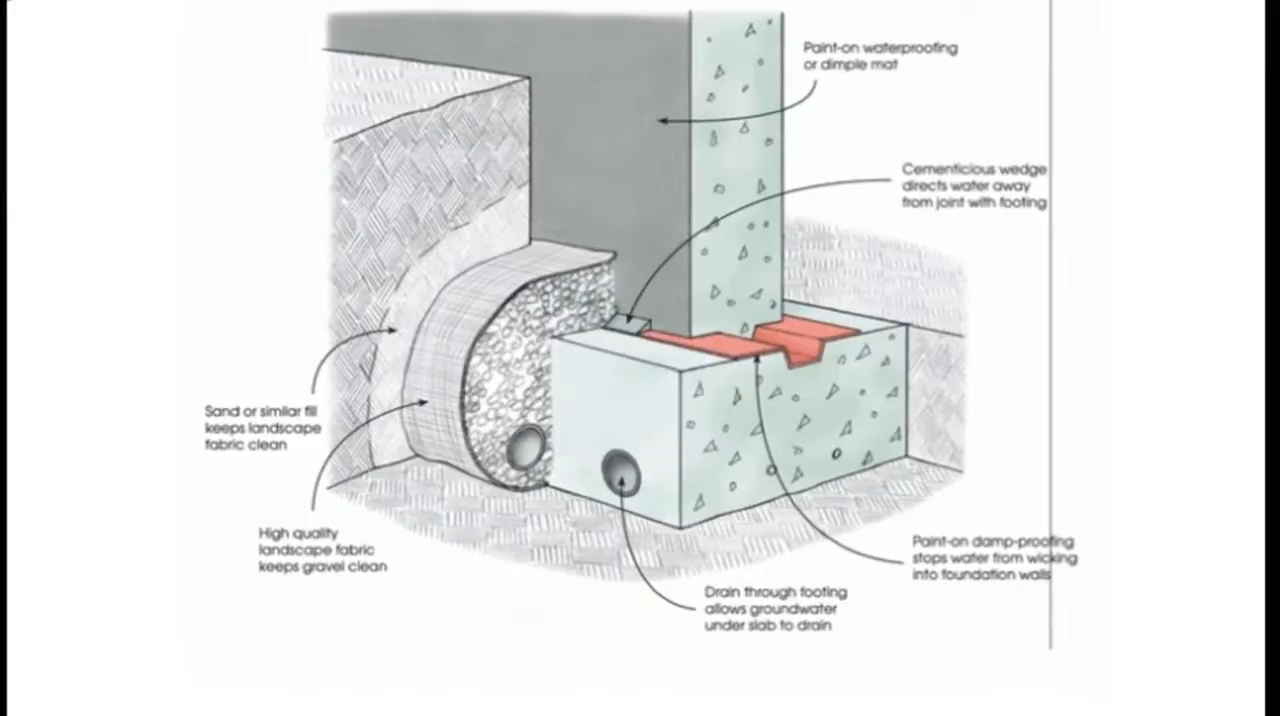 Paint-on waterproofing
or dimple mat
Cementicious wedge
directs water away
from joint with footing
Sand or similar fill
keeps landscape
fabric clean
High quality
landscape fabric
keeps gravel clean
Paint-on damp-proofing
stops water from wicking
into foundation walls
Drain through footing
allows groundwater
under slab to drain